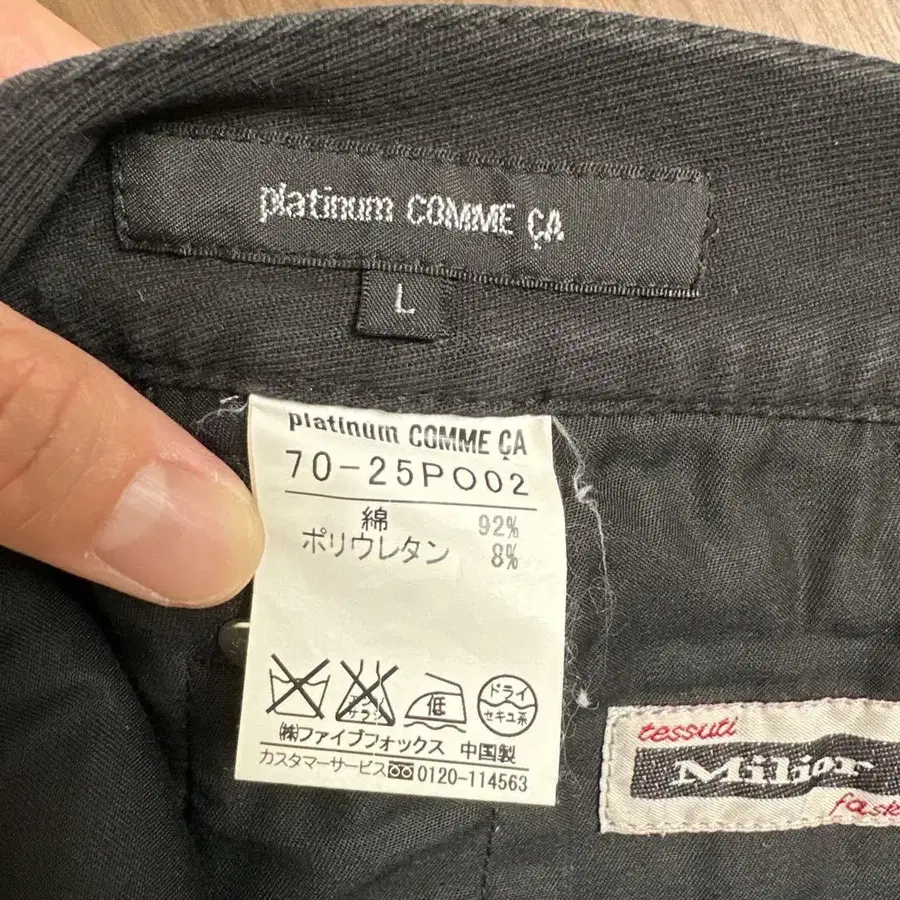 platinum COMME ÇA
L
platinum COMME ÇA
70-25PO02
綿 92%
ポリウレタン 8%
低
ドライ
セキユ系
㈱ファイブフォックス 中国製
カスタマーサービス 0120-114563
tessuti
Milior